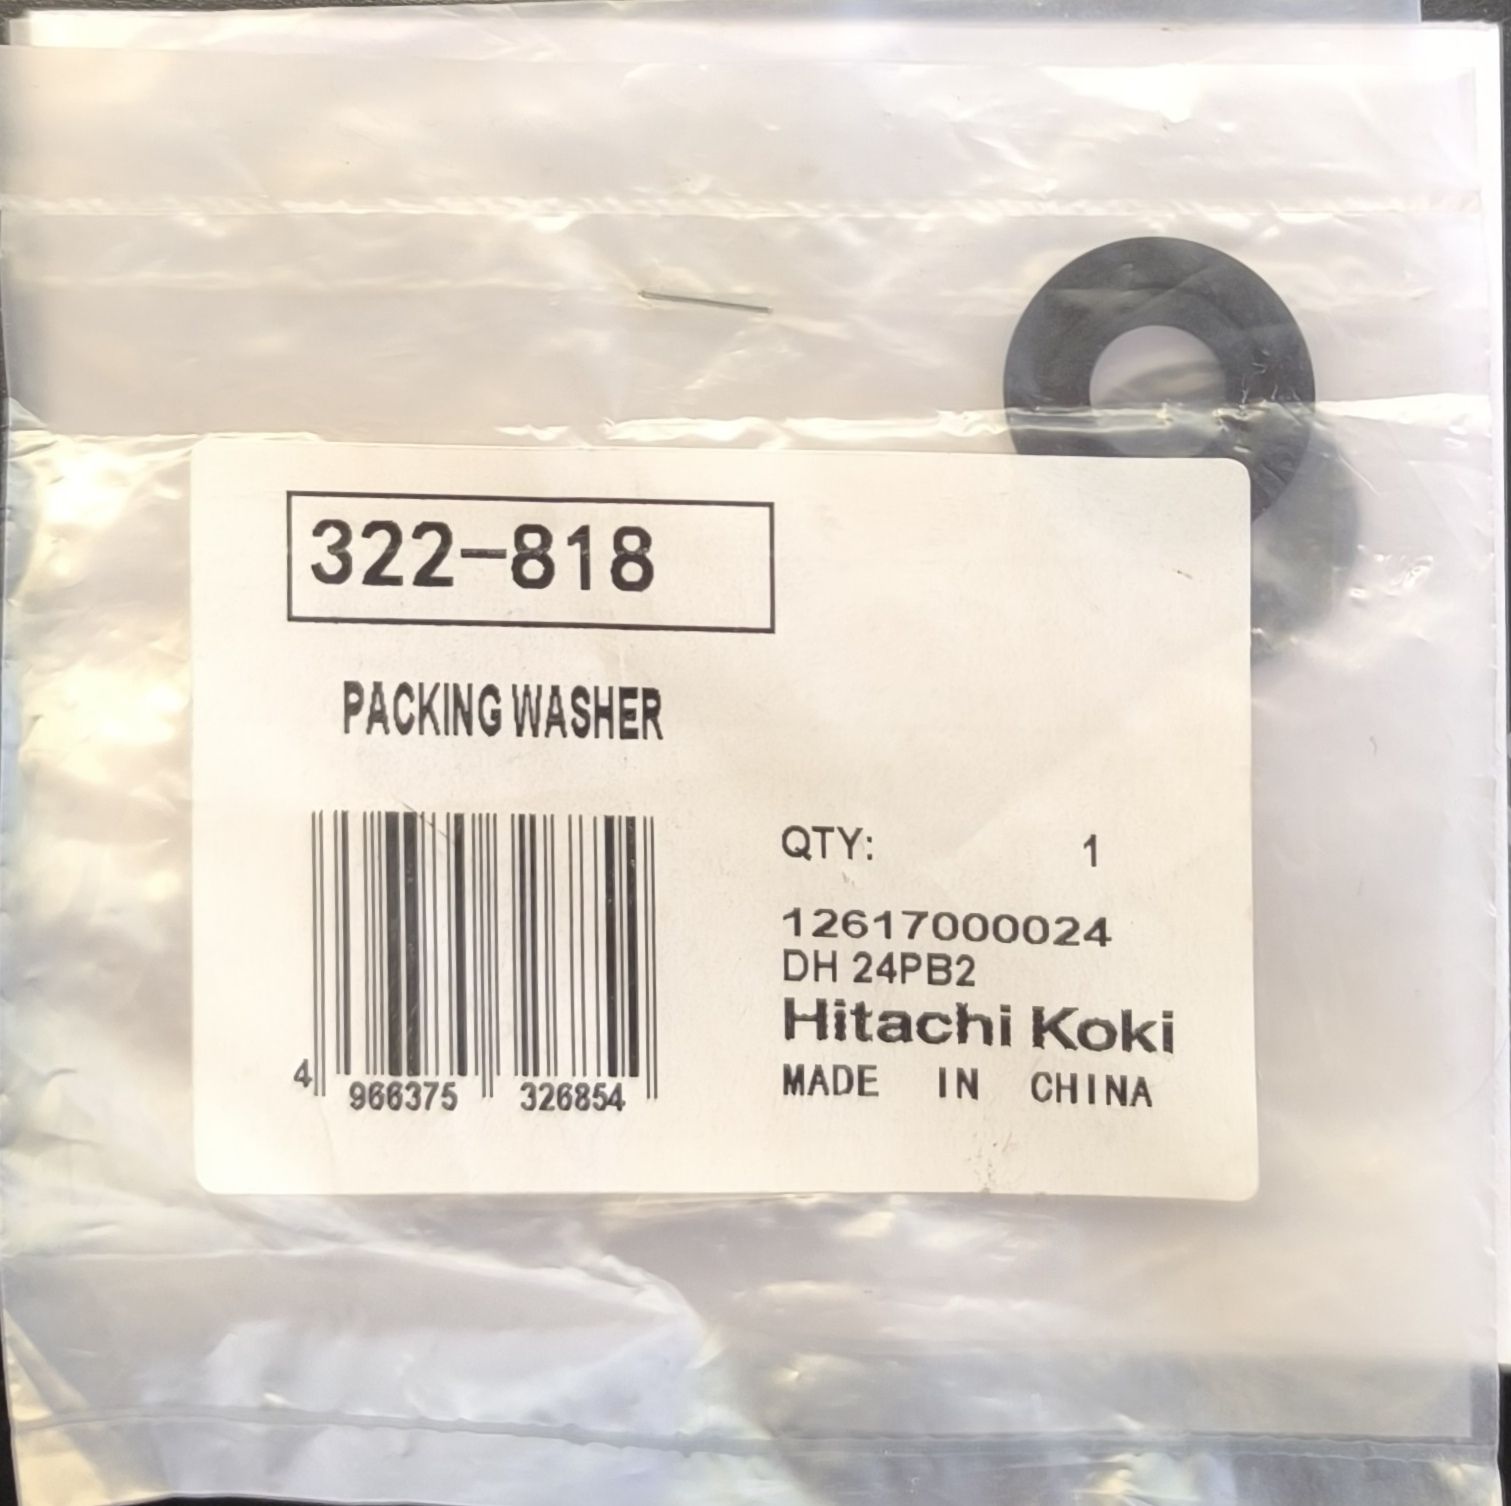 322-818
PACKING WASHER
QTY: 1
12617000024
DH 24PB2
Hitachi Koki
MADE IN CHINA
4 966375 326854